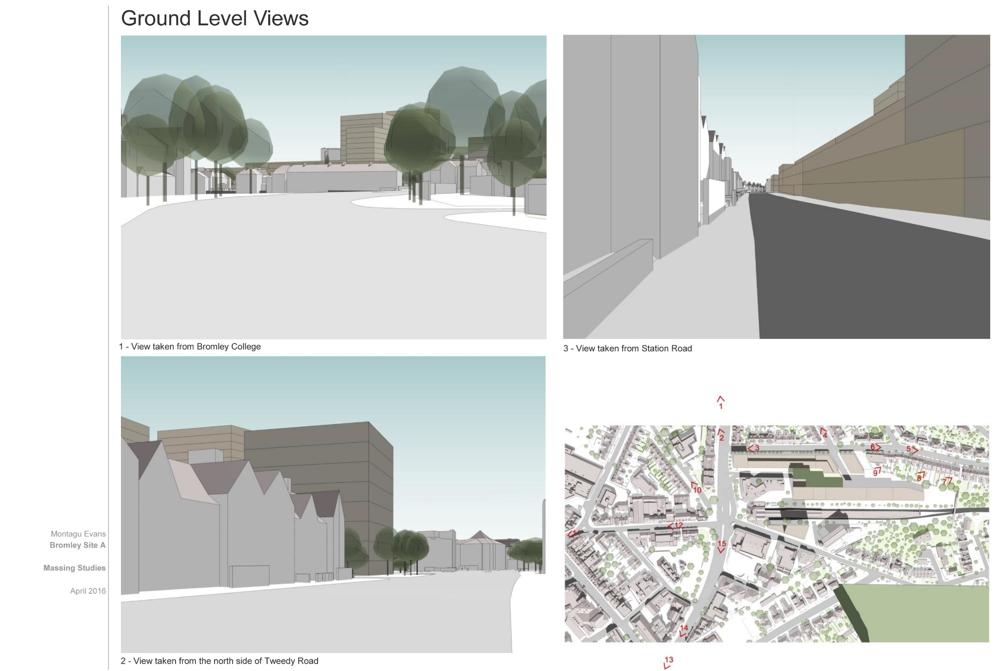 Ground Level Views
1 - View taken from Bromley College
3 - View taken from Station Road
2 - View taken from the north side of Tweedy Road
Montagu Evans
Bromley Site A
Massing Studies
April 2016
1
2
3
4
5
6
7
8
9
10
11
12
13
14
15